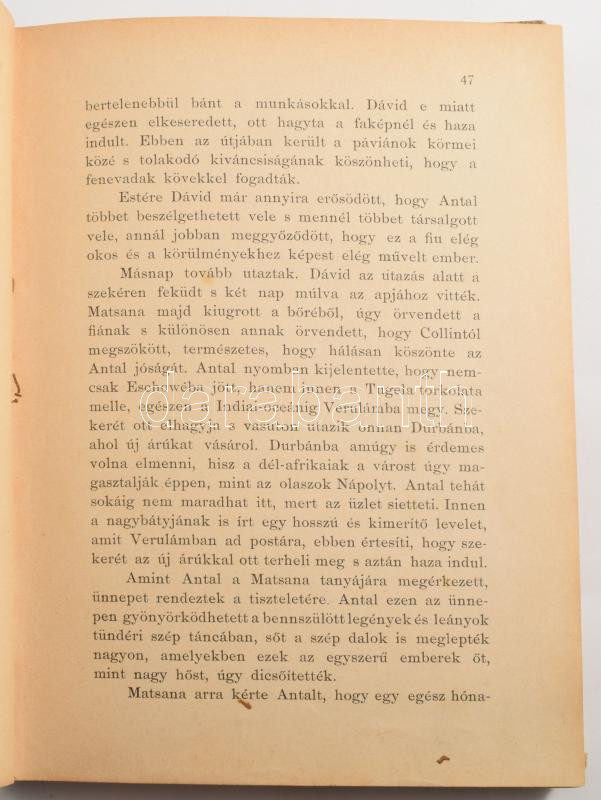 47
bertelenebbül bánt a munkásokkal. Dávid e miatt
egészen elkeseredett, ott hagyta a faképnél és haza
indult. Ebben az útjában került a páviánok körmei
közé s tolakodó kiváncsiságának köszönheti, hogy a
fenevadak kövekkel fogadták.
Estére Dávid már annyira erősödött, hogy Antal
többet beszélgethetett vele s mennél többet társalgott
vele, annál jobban meggyőződött, hogy ez a fiu elég
okos és a körülményekhez képest elég művelt ember.
Másnap tovább utaztak. Dávid az útazás alatt a
szekéren feküdt s két nap múlva az apjához vitték.
Matsana majd kiugrott a bőréből, úgy örvendett a
fiának s különösen annak örvendett, hogy Collintól
megszökött, természetes, hogy hálásan köszönte az
Antal jóságát. Antal nyomban kijelentette, hogy nem-
csak Eschowéba jött, hanem innen a Tugela torkolata
melle, egészen a Indiai-oceánig Verulámba megy. Sze-
kerét ott elhagyja s vasúton útazik onnan Durbánba,
ahol új árúkat vásárol. Durbánba amúgy is érdemes
volna elmenni, hisz a dél-afrikaiak a várost úgy ma-
gasztalják éppen, mint az olaszok Nápolyt. Antal tehát
sokáig nem maradhat itt, mert az üzlet sietteti. Innen
a nagybátyjának is írt egy hosszú és kimerítő levelet,
amit Verulámban ad postára, ebben értesíti, hogy sze-
kerét az új árúkkal ott terheli meg s aztán haza indul.
Amint Antal a Matsana tanyájára megérkezett,
ünnepet rendeztek a tiszteletére. Antal ezen az ünne-
pen gyönyörködhetett a bennszülött legények és leányok
tündéri szép táncában, sőt a szép dalok is meglepték
nagyon, amelyekben ezek az egyszerű emberek őt,
mint nagy hőst, úgy dicsőítették.
Matsana arra kérte Antalt, hogy egy egész hóna-
darabanth